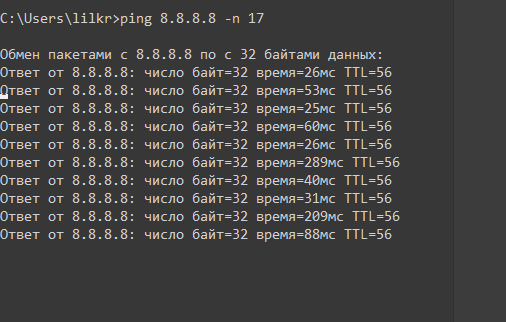 C:\Users\lilkr>ping 8.8.8.8 -n 17
Обмен пакетами с 8.8.8.8 по с 32 байтами данных:
Ответ от 8.8.8.8: число байт=32 время=26мс TTL=56
Ответ от 8.8.8.8: число байт=32 время=53мс TTL=56
Ответ от 8.8.8.8: число байт=32 время=25мс TTL=56
Ответ от 8.8.8.8: число байт=32 время=60мс TTL=56
Ответ от 8.8.8.8: число байт=32 время=26мс TTL=56
Ответ от 8.8.8.8: число байт=32 время=289мс TTL=56
Ответ от 8.8.8.8: число байт=32 время=40мс TTL=56
Ответ от 8.8.8.8: число байт=32 время=31мс TTL=56
Ответ от 8.8.8.8: число байт=32 время=209мс TTL=56
Ответ от 8.8.8.8: число байт=32 время=88мс TTL=56